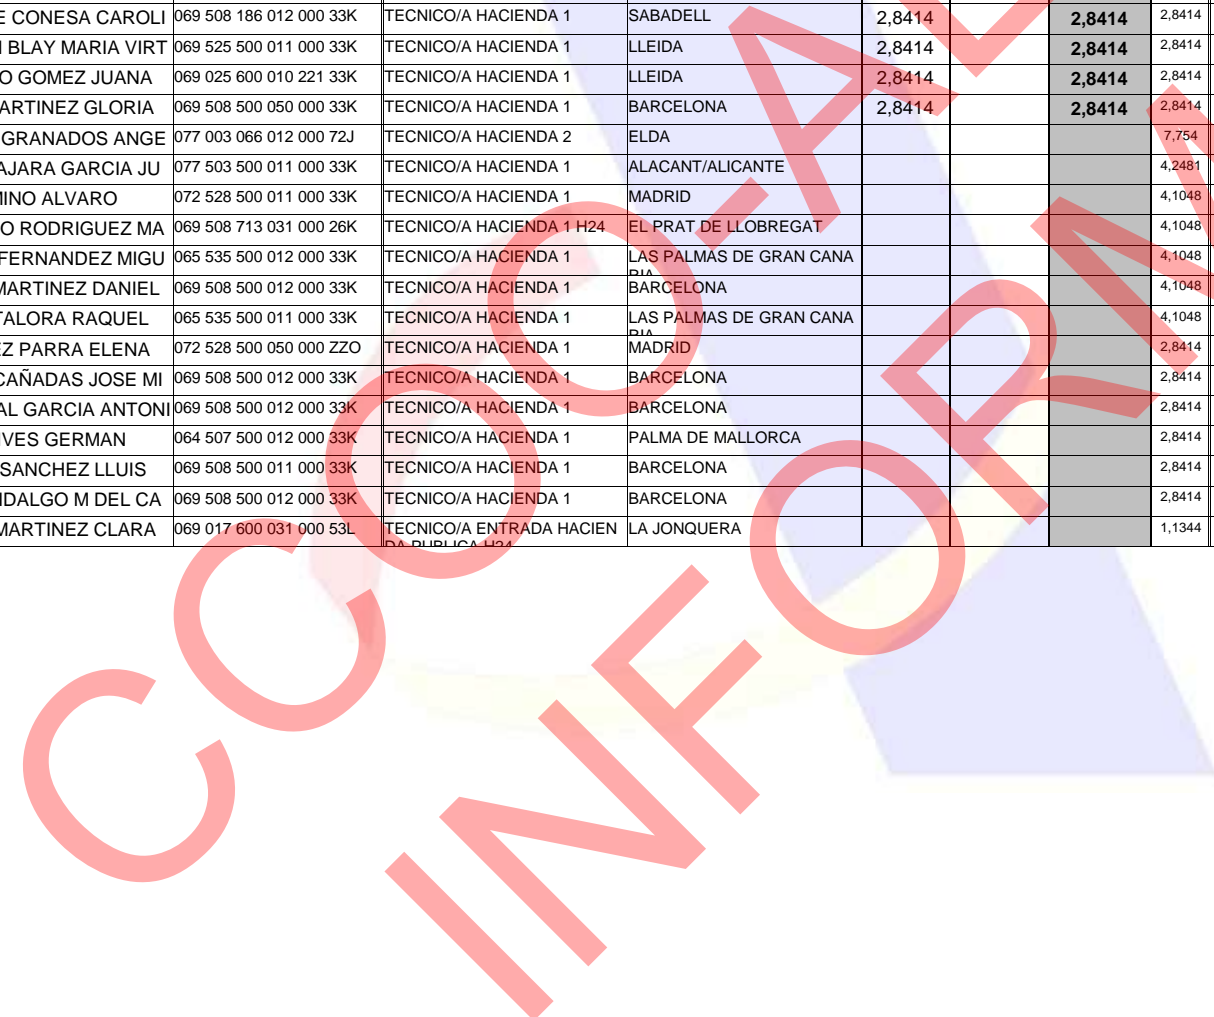 E CONESA CAROLI 069 508 186 012 000 33K TECNICO/A HACIENDA 1 SABADELL 2,8414 2,8414 2,8414
BLAY MARIA VIRT 069 525 500 011 000 33K TECNICO/A HACIENDA 1 LLEIDA 2,8414 2,8414 2,8414
O GOMEZ JUANA 069 025 600 010 221 33K TECNICO/A HACIENDA 1 LLEIDA 2,8414 2,8414 2,8414
ARTINEZ GLORIA 069 508 500 050 000 33K TECNICO/A HACIENDA 1 BARCELONA 2,8414 2,8414 2,8414
GRANADOS ANGE 077 003 066 012 000 72J TECNICO/A HACIENDA 2 ELDA 7,754
AJARA GARCIA JU 077 503 500 011 000 33K TECNICO/A HACIENDA 1 ALACANT/ALICANTE 4,2481
MINO ALVARO 072 528 500 011 000 33K TECNICO/A HACIENDA 1 MADRID 4,1048
O RODRIGUEZ MA 069 508 713 031 000 26K TECNICO/A HACIENDA 1 H24 EL PRAT DE LLOBREGAT 4,1048
FERNANDEZ MIGU 065 535 500 012 000 33K TECNICO/A HACIENDA 1 LAS PALMAS DE GRAN CANA 4,1048
RIA
MARTINEZ DANIEL 069 508 500 012 000 33K TECNICO/A HACIENDA 1 BARCELONA 4,1048
TALORA RAQUEL 065 535 500 011 000 33K TECNICO/A HACIENDA 1 LAS PALMAS DE GRAN CANA 4,1048
RIA
EZ PARRA ELENA 072 528 500 050 000 ZZO TECNICO/A HACIENDA 1 MADRID 2,8414
CAÑADAS JOSE MI 069 508 500 012 000 33K TECNICO/A HACIENDA 1 BARCELONA 2,8414
AL GARCIA ANTONI 069 508 500 012 000 33K TECNICO/A HACIENDA 1 BARCELONA 2,8414
VES GERMAN 064 507 500 012 000 33K TECNICO/A HACIENDA 1 PALMA DE MALLORCA 2,8414
SANCHEZ LLUIS 069 508 500 011 000 33K TECNICO/A HACIENDA 1 BARCELONA 2,8414
IDALGO M DEL CA 069 508 500 012 000 33K TECNICO/A HACIENDA 1 BARCELONA 2,8414
MARTINEZ CLARA 069 017 600 031 000 53L TECNICO/A ENTRADA HACIEN LA JONQUERA 1,1344
DA PUBLICA H24
CCOO-AE
INFORM